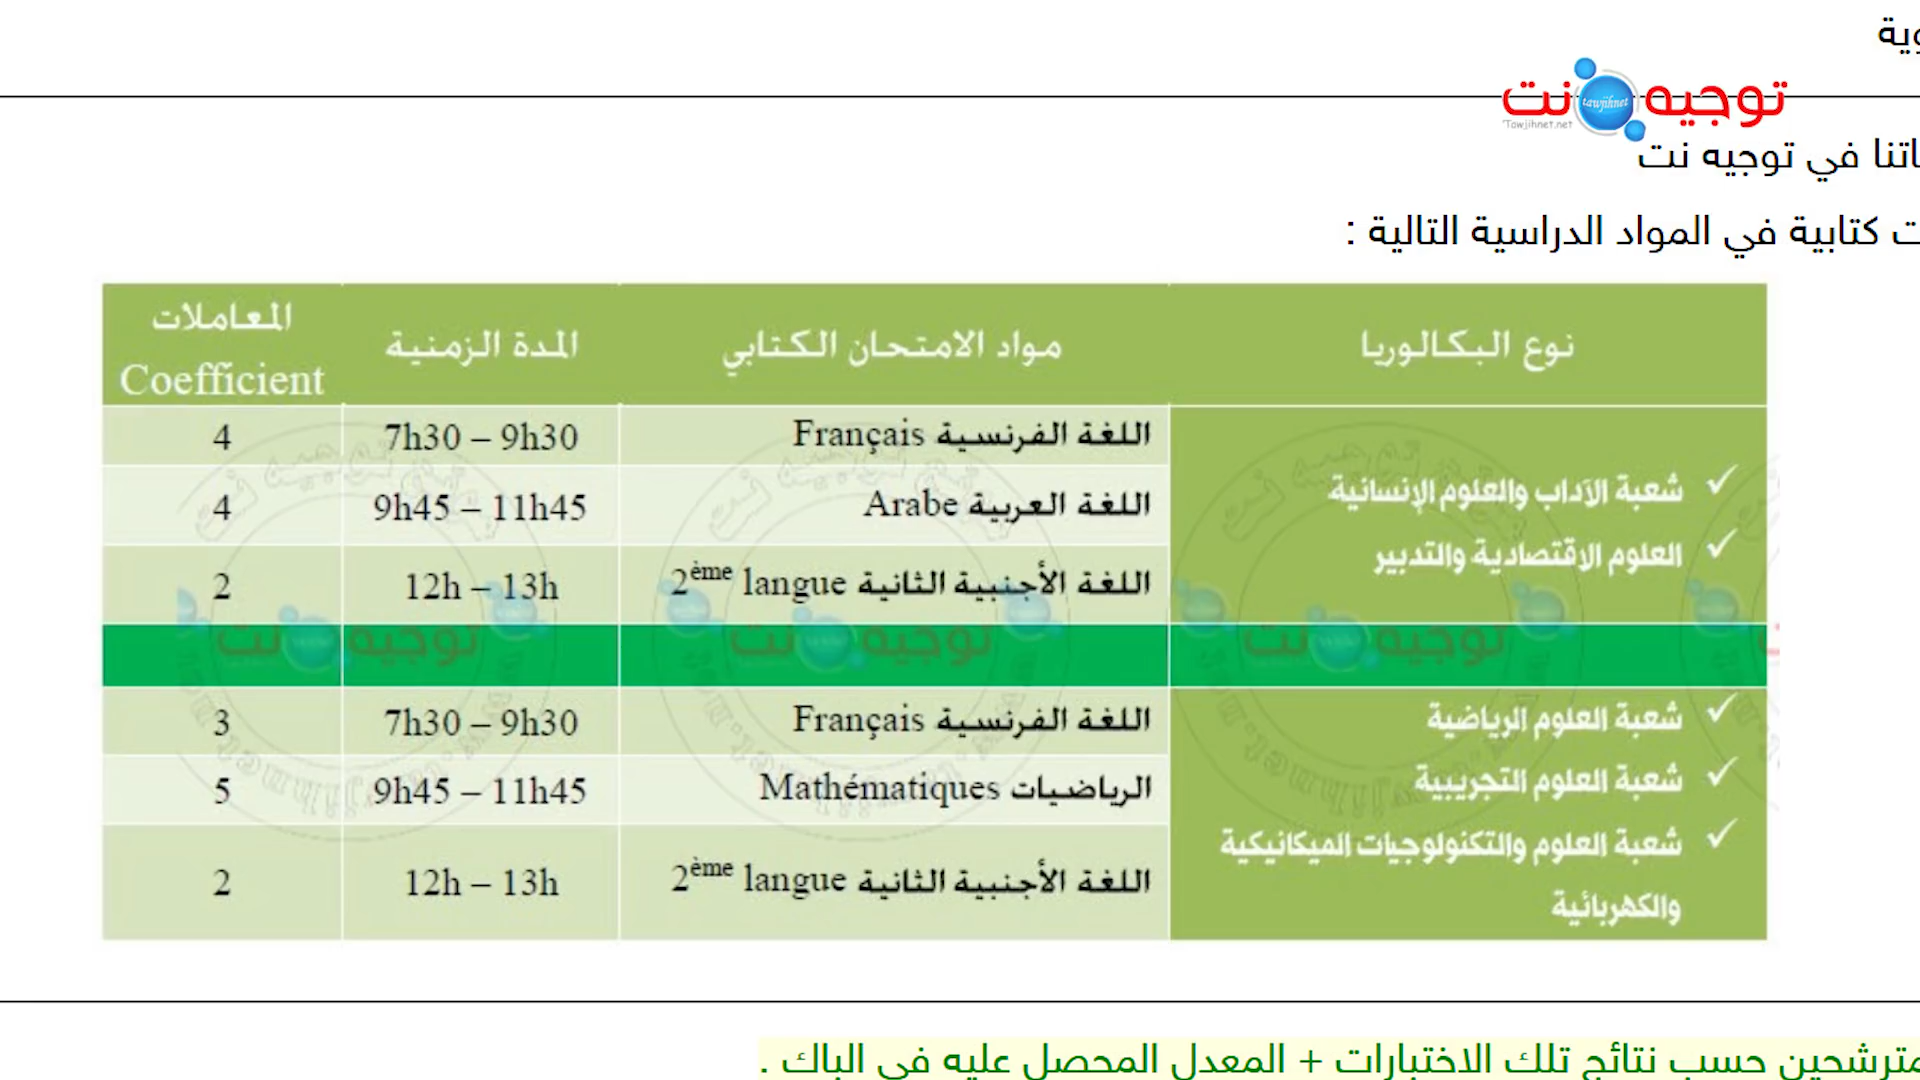 توجيه نت
tawjihnet
Tawjihnet.net
في توجيه نت
كتابية في المواد الدراسية التالية :
نوع البكالوريا
مواد الامتحان الكتابي
المدة الزمنية
المعاملات
Coefficient
شعبة الآداب والعلوم الإنسانية
العلوم الاقتصادية والتدبير
اللغة الفرنسية Français
7h30 – 9h30
4
اللغة العربية Arabe
9h45 – 11h45
4
اللغة الأجنبية الثانية 2ème langue
12h – 13h
2
شعبة العلوم الرياضية
شعبة العلوم التجريبية
شعبة العلوم والتكنولوجيات الميكانيكية
والكهربائية
اللغة الفرنسية Français
7h30 – 9h30
3
الرياضيات Mathématiques
9h45 – 11h45
5
اللغة الأجنبية الثانية 2ème langue
12h – 13h
2
حسب نتائج تلك الاختبارات + المعدل المحصل عليه في الباك .